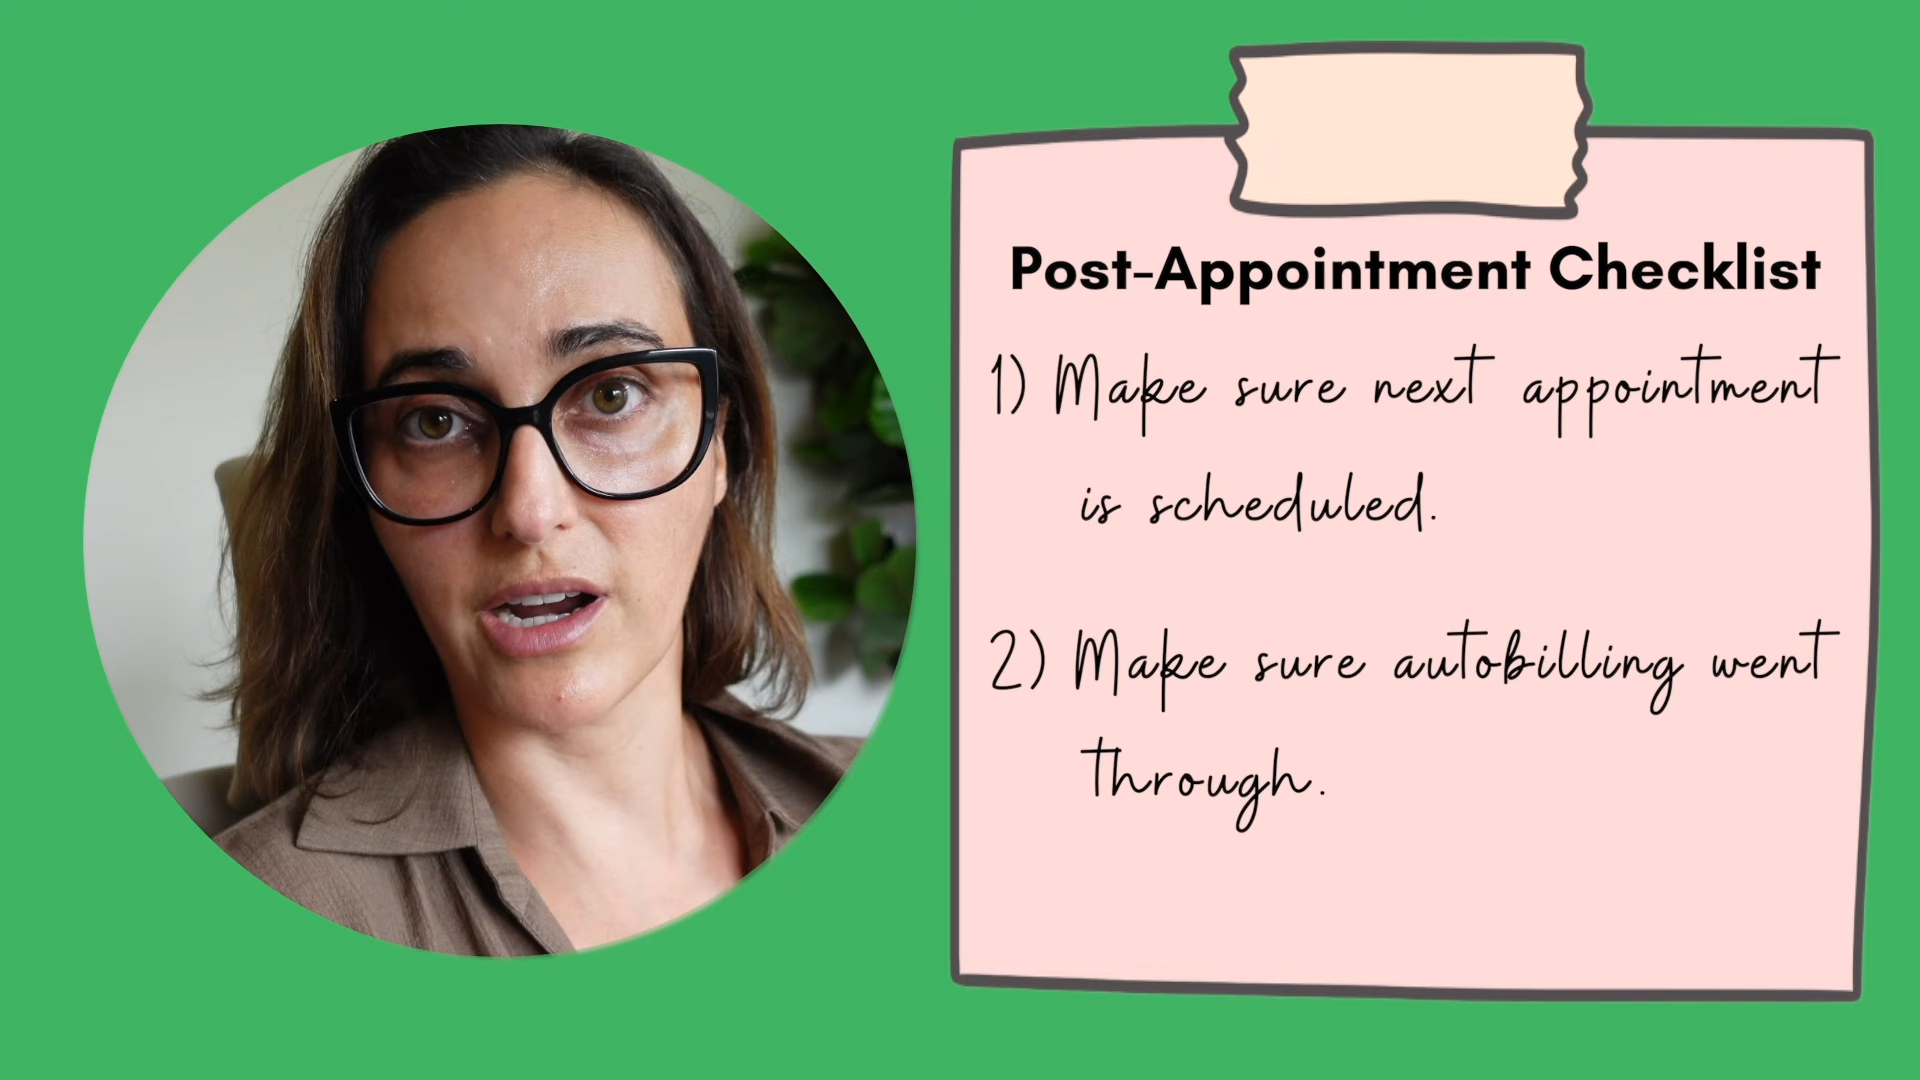 Post-Appointment Checklist
1) Make sure next appointment
is scheduled.
2) Make sure autobilling went
through.